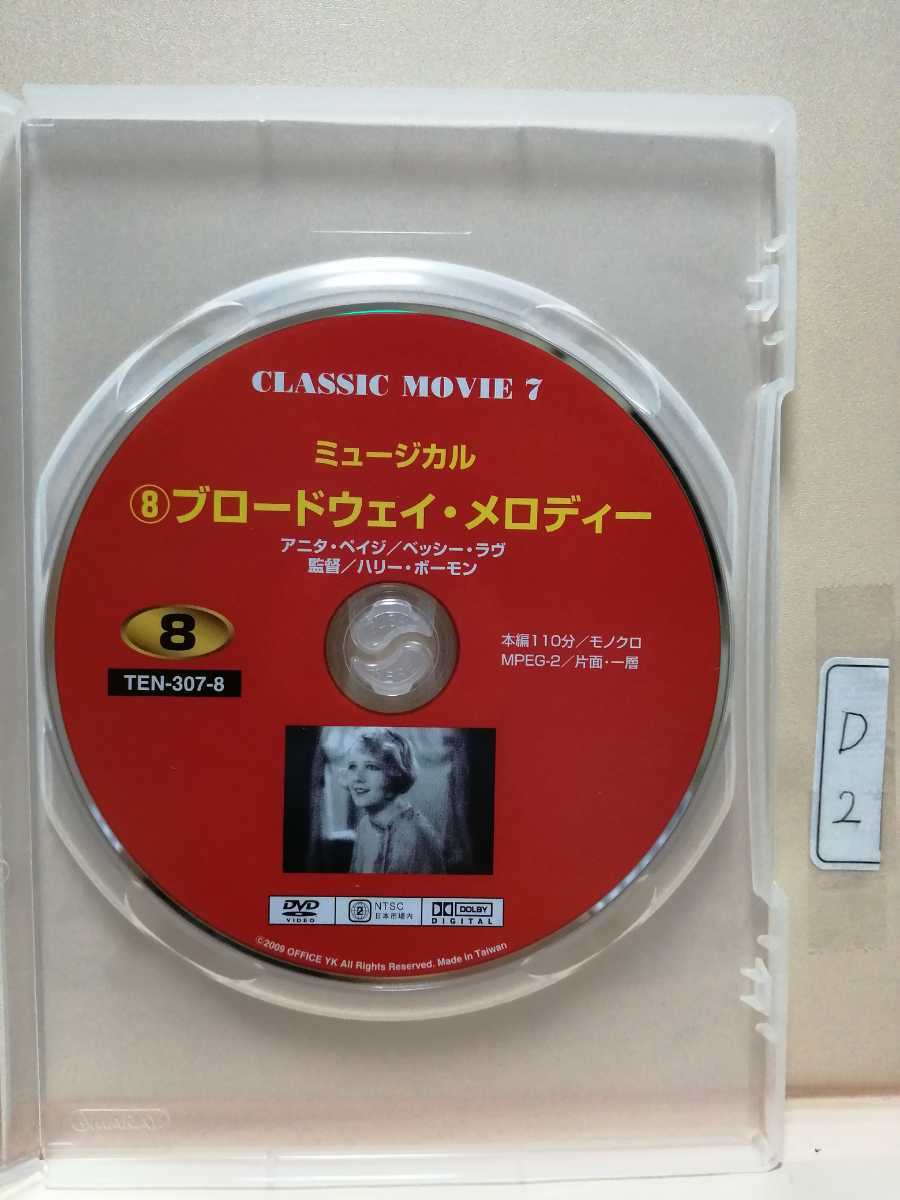 CLASSIC MOVIE 7
ミュージカル
⑧ブロードウェイ・メロディー
アニタ・ペイジ／ベッシー・ラヴ
監督／ハリー・ボーモン
8
TEN-307-8
本編110分／モノクロ
MPEG-2／片面・一層
DVD
VIDEO
2
NTSC
日本市場内
DOLBY
DIGITAL
©2009 OFFICE YK All Rights Reserved. Made in Taiwan
D
2